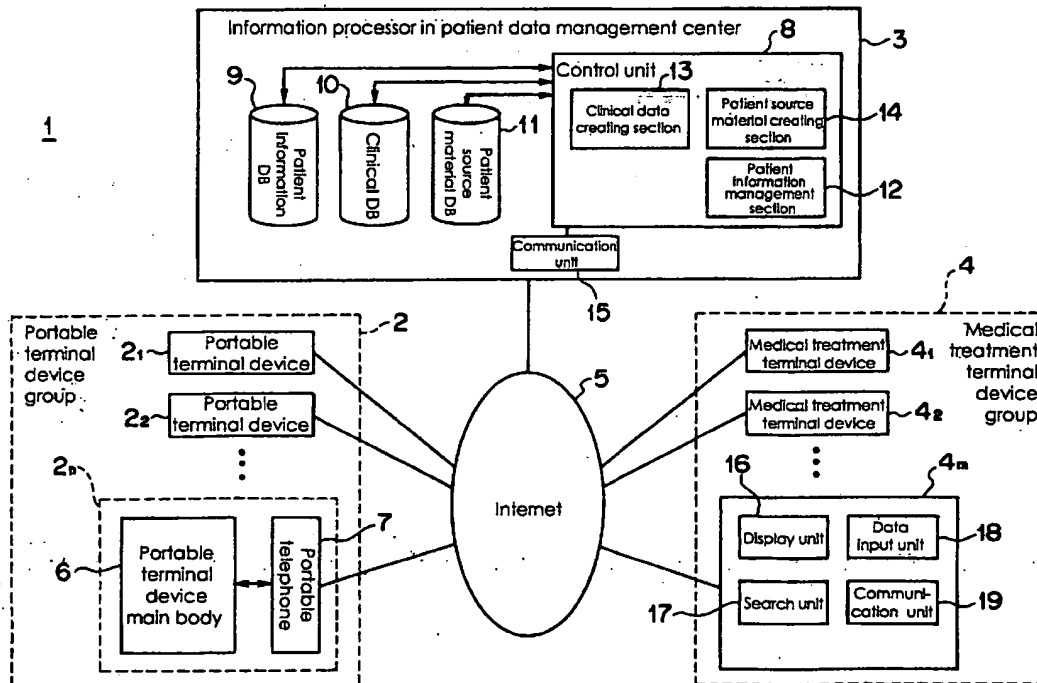 Information processor in patient data management center
8
3
1
9
10
Control unit
13
Clinical data
creating section
Patient source
material creating
section
14
11
Patient
Information
DB
Clinical DB
Patient
source
material DB
Patient
information
management
section
12
Communication
unit
15
Portable
terminal
device
group
2
2₁
Portable
terminal device
2₂
Portable
terminal device
2n
6
Portable
terminal
device
main body
Portable
telephone
7
5
Internet
4
Medical
treatment
terminal
device
group
Medical treatment
terminal device
4₁
Medical treatment
terminal device
4₂
16
4m
Display unit
Data
input unit
18
17
Search unit
Communi-
cation unit
19